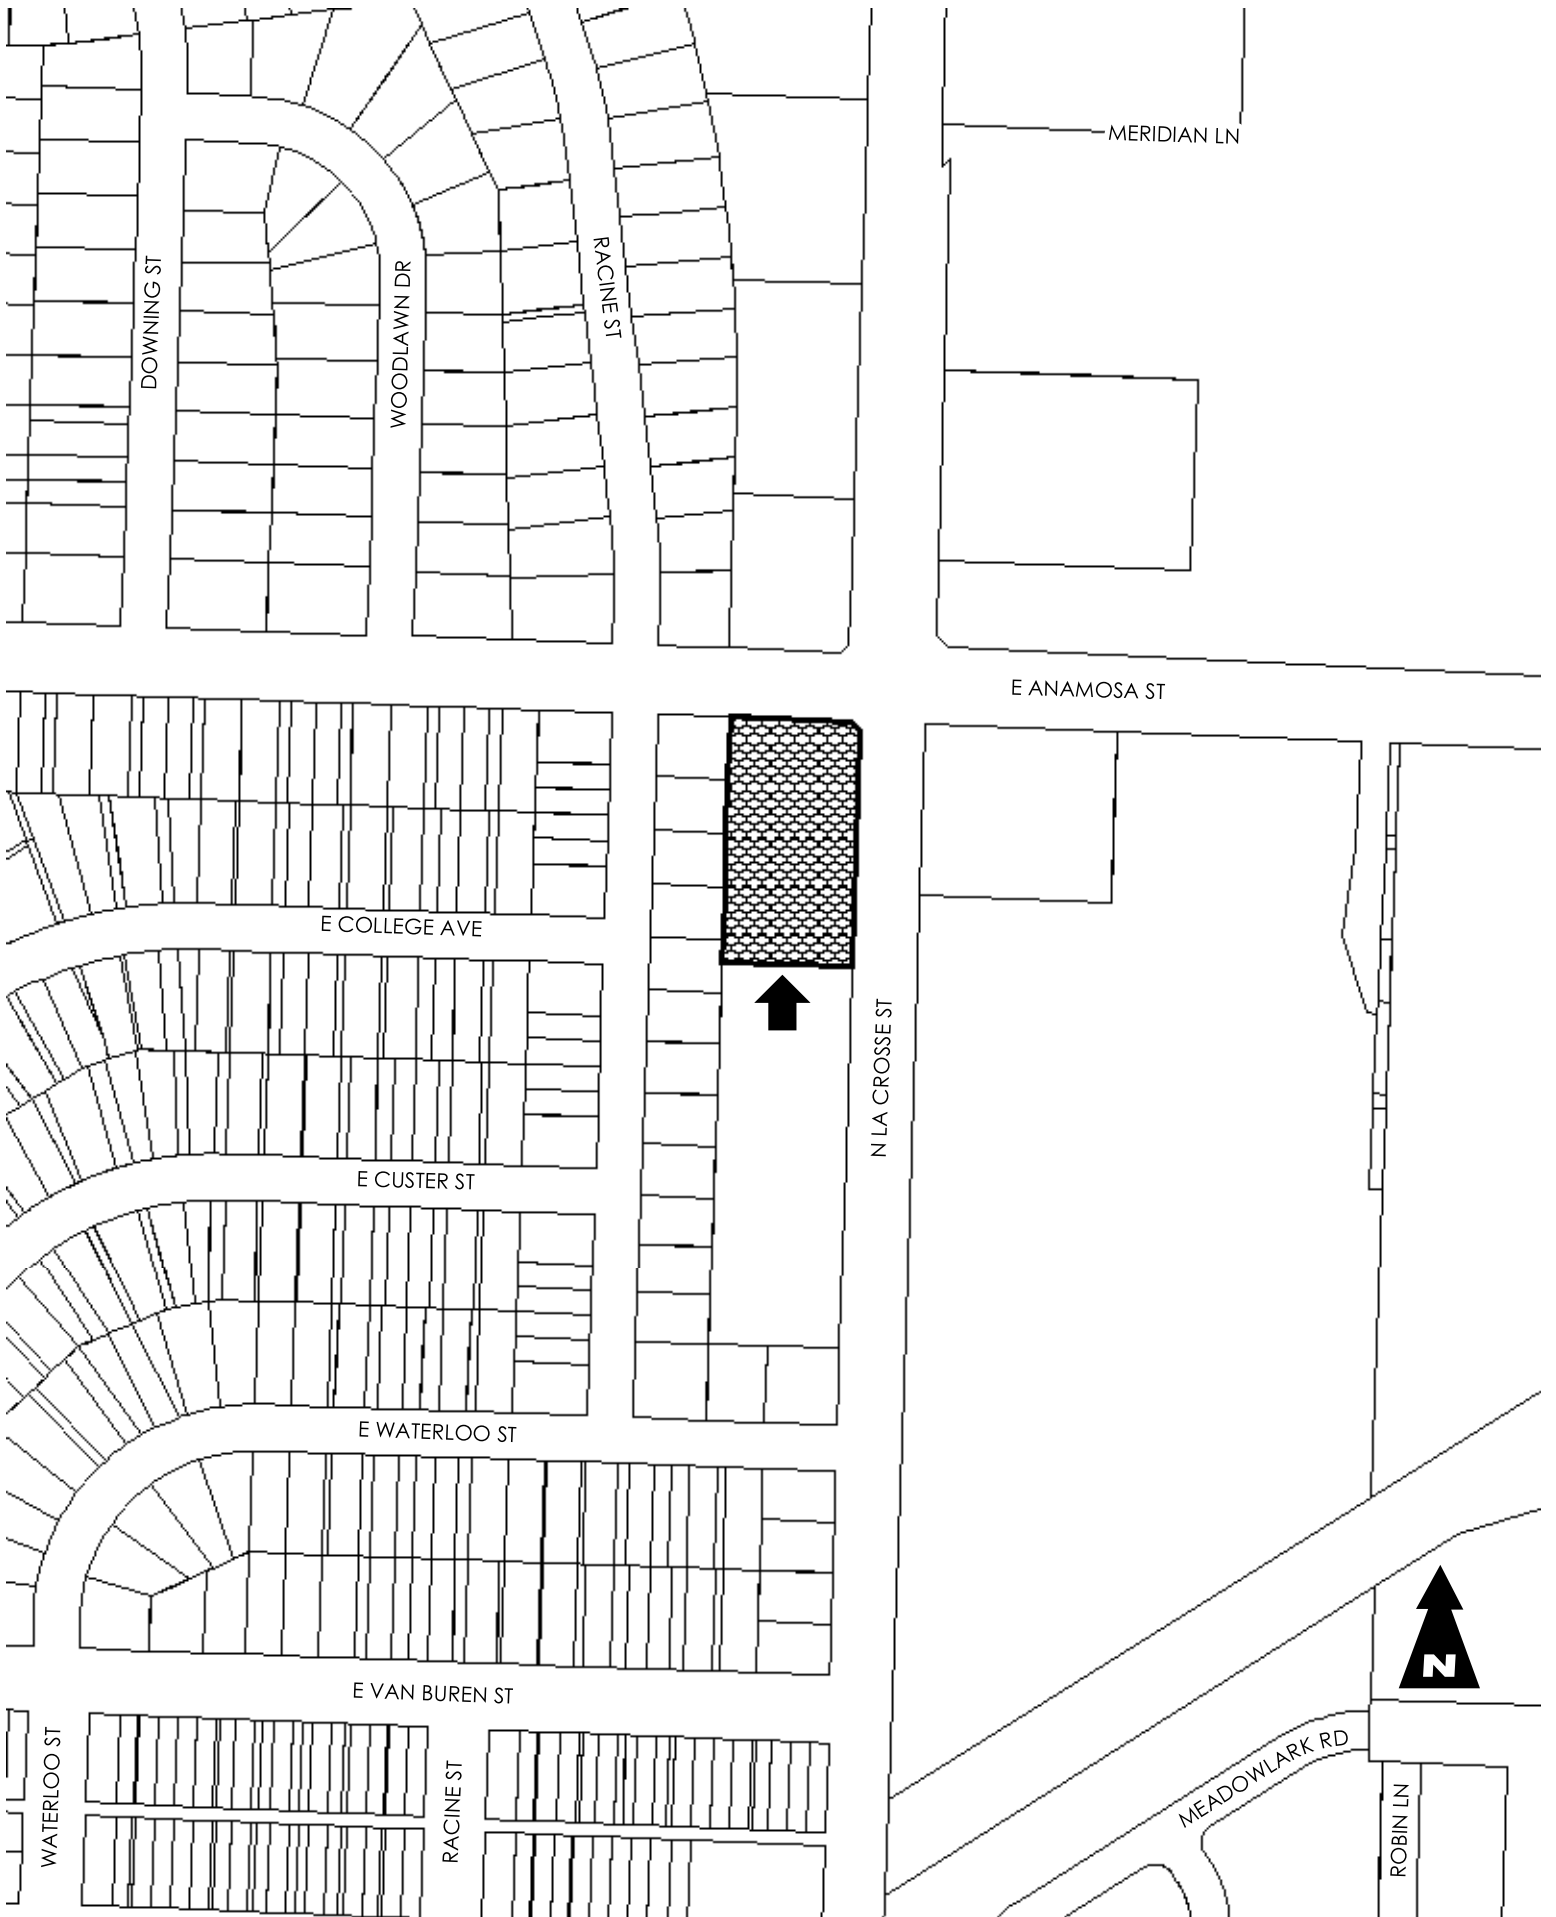 MERIDIAN LN
DOWNING ST
WOODLAWN DR
RACINE ST
E ANAMOSA ST
E COLLEGE AVE
N LA CROSSE ST
E CUSTER ST
E WATERLOO ST
N
E VAN BUREN ST
WATERLOO ST
RACINE ST
MEADOWLARK RD
ROBIN LN